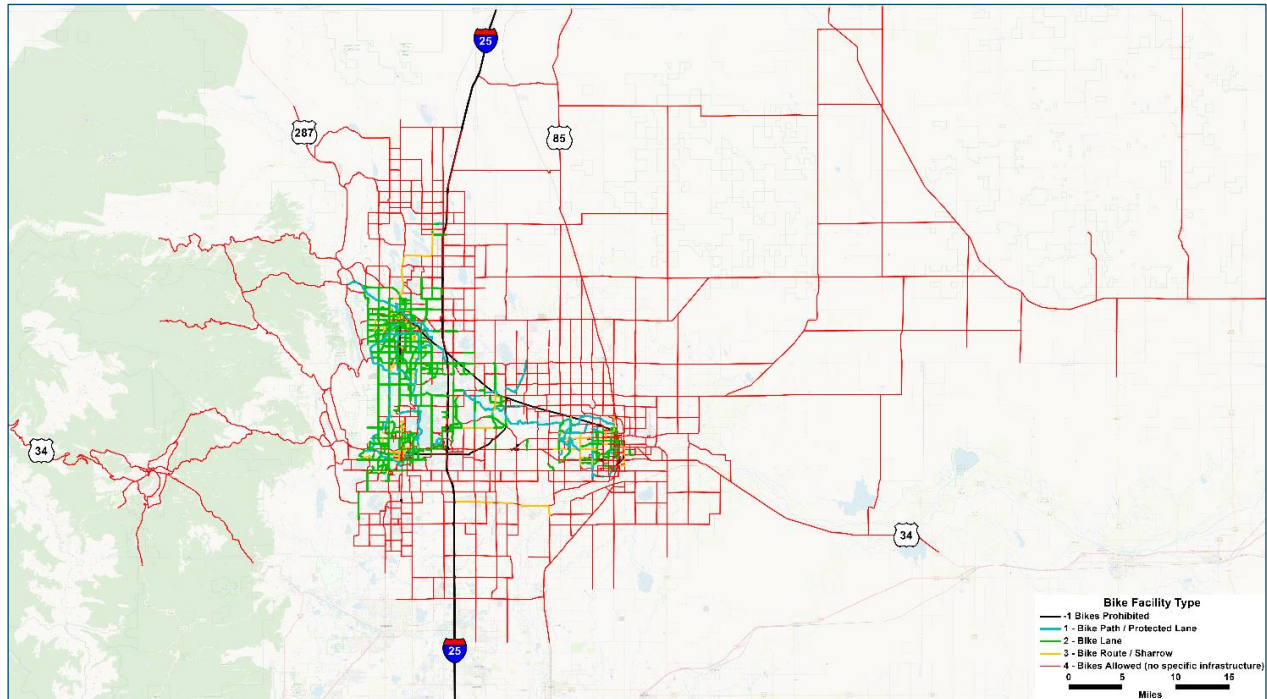 25
287
85
34
34
25
Bike Facility Type
-1 Bikes Prohibited
1 - Bike Path / Protected Lane
2 - Bike Lane
3 - Bike Route / Sharrow
4 - Bikes Allowed (no specific infrastructure)
0 5 10 16
Miles